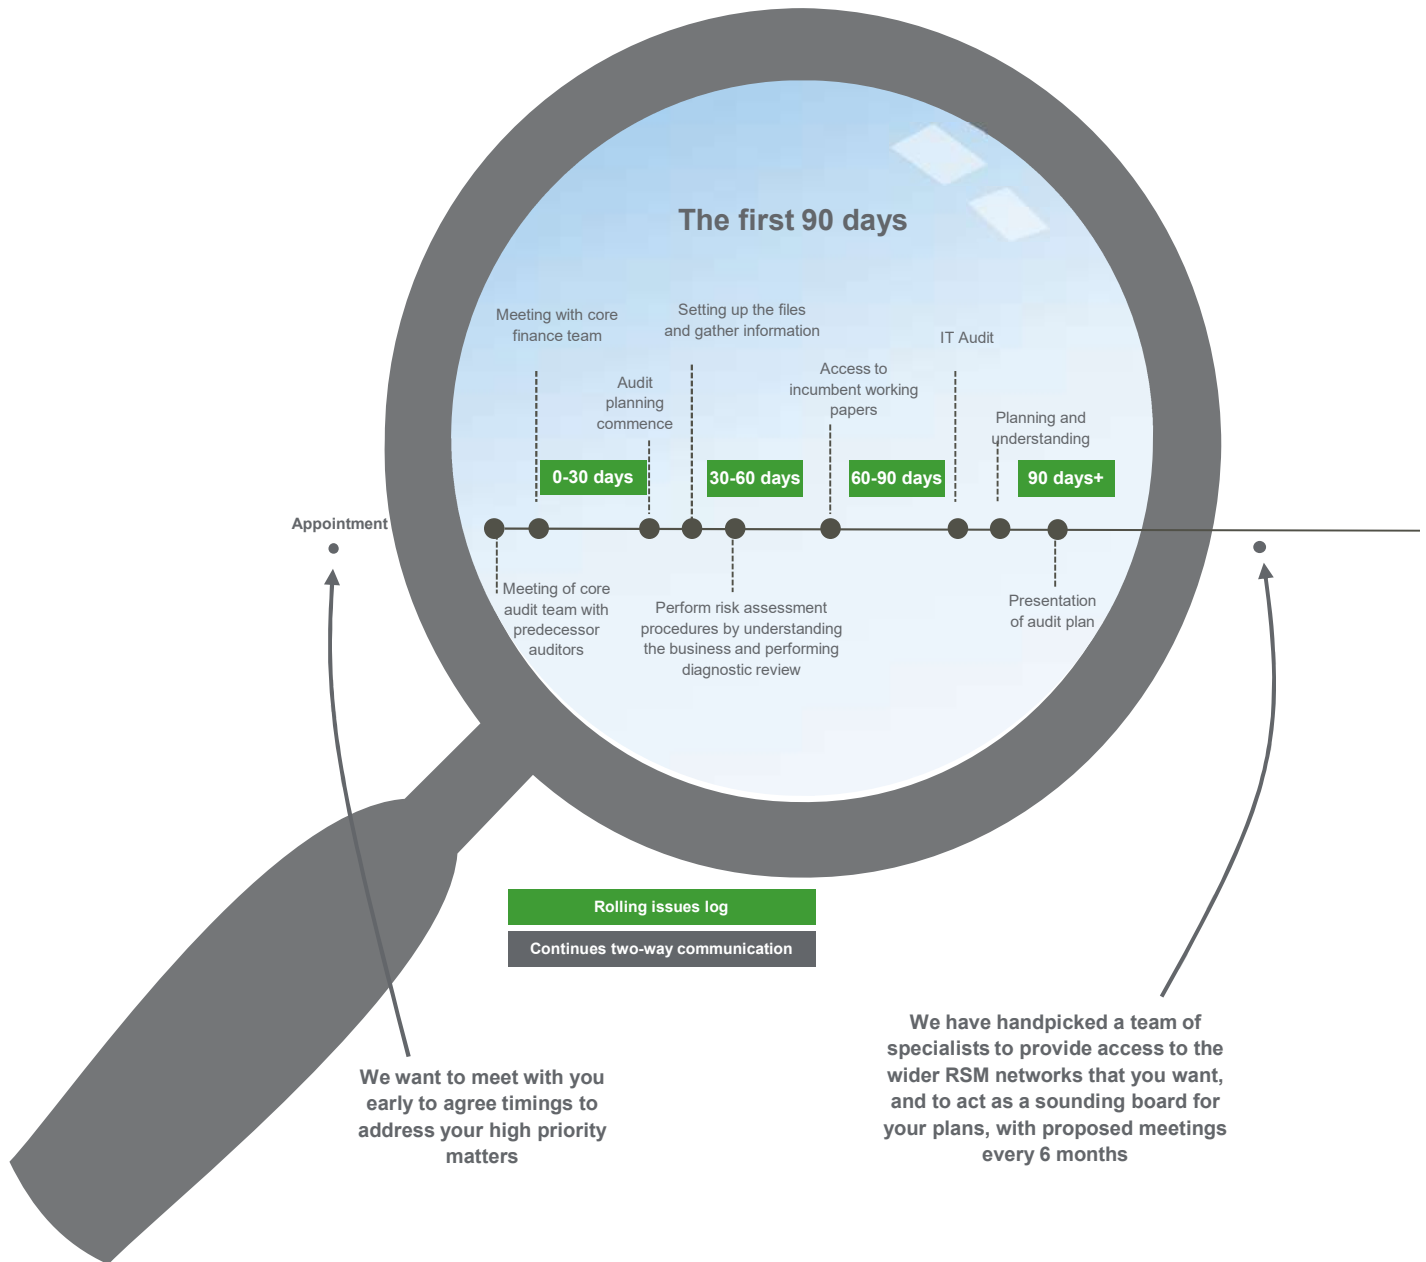 The first 90 days
Meeting with core
finance team
Setting up the files
and gather information
IT Audit
Audit
planning
commence
Access to
incumbent working
papers
Planning and
understanding
0-30 days
30-60 days
60-90 days
90 days+
Appointment
Meeting of core
audit team with
predecessor
auditors
Perform risk assessment
procedures by understanding
the business and performing
diagnostic review
Presentation
of audit plan
Rolling issues log
Continues two-way communication
We want to meet with you
early to agree timings to
address your high priority
matters
We have handpicked a team of
specialists to provide access to the
wider RSM networks that you want,
and to act as a sounding board for
your plans, with proposed meetings
every 6 months